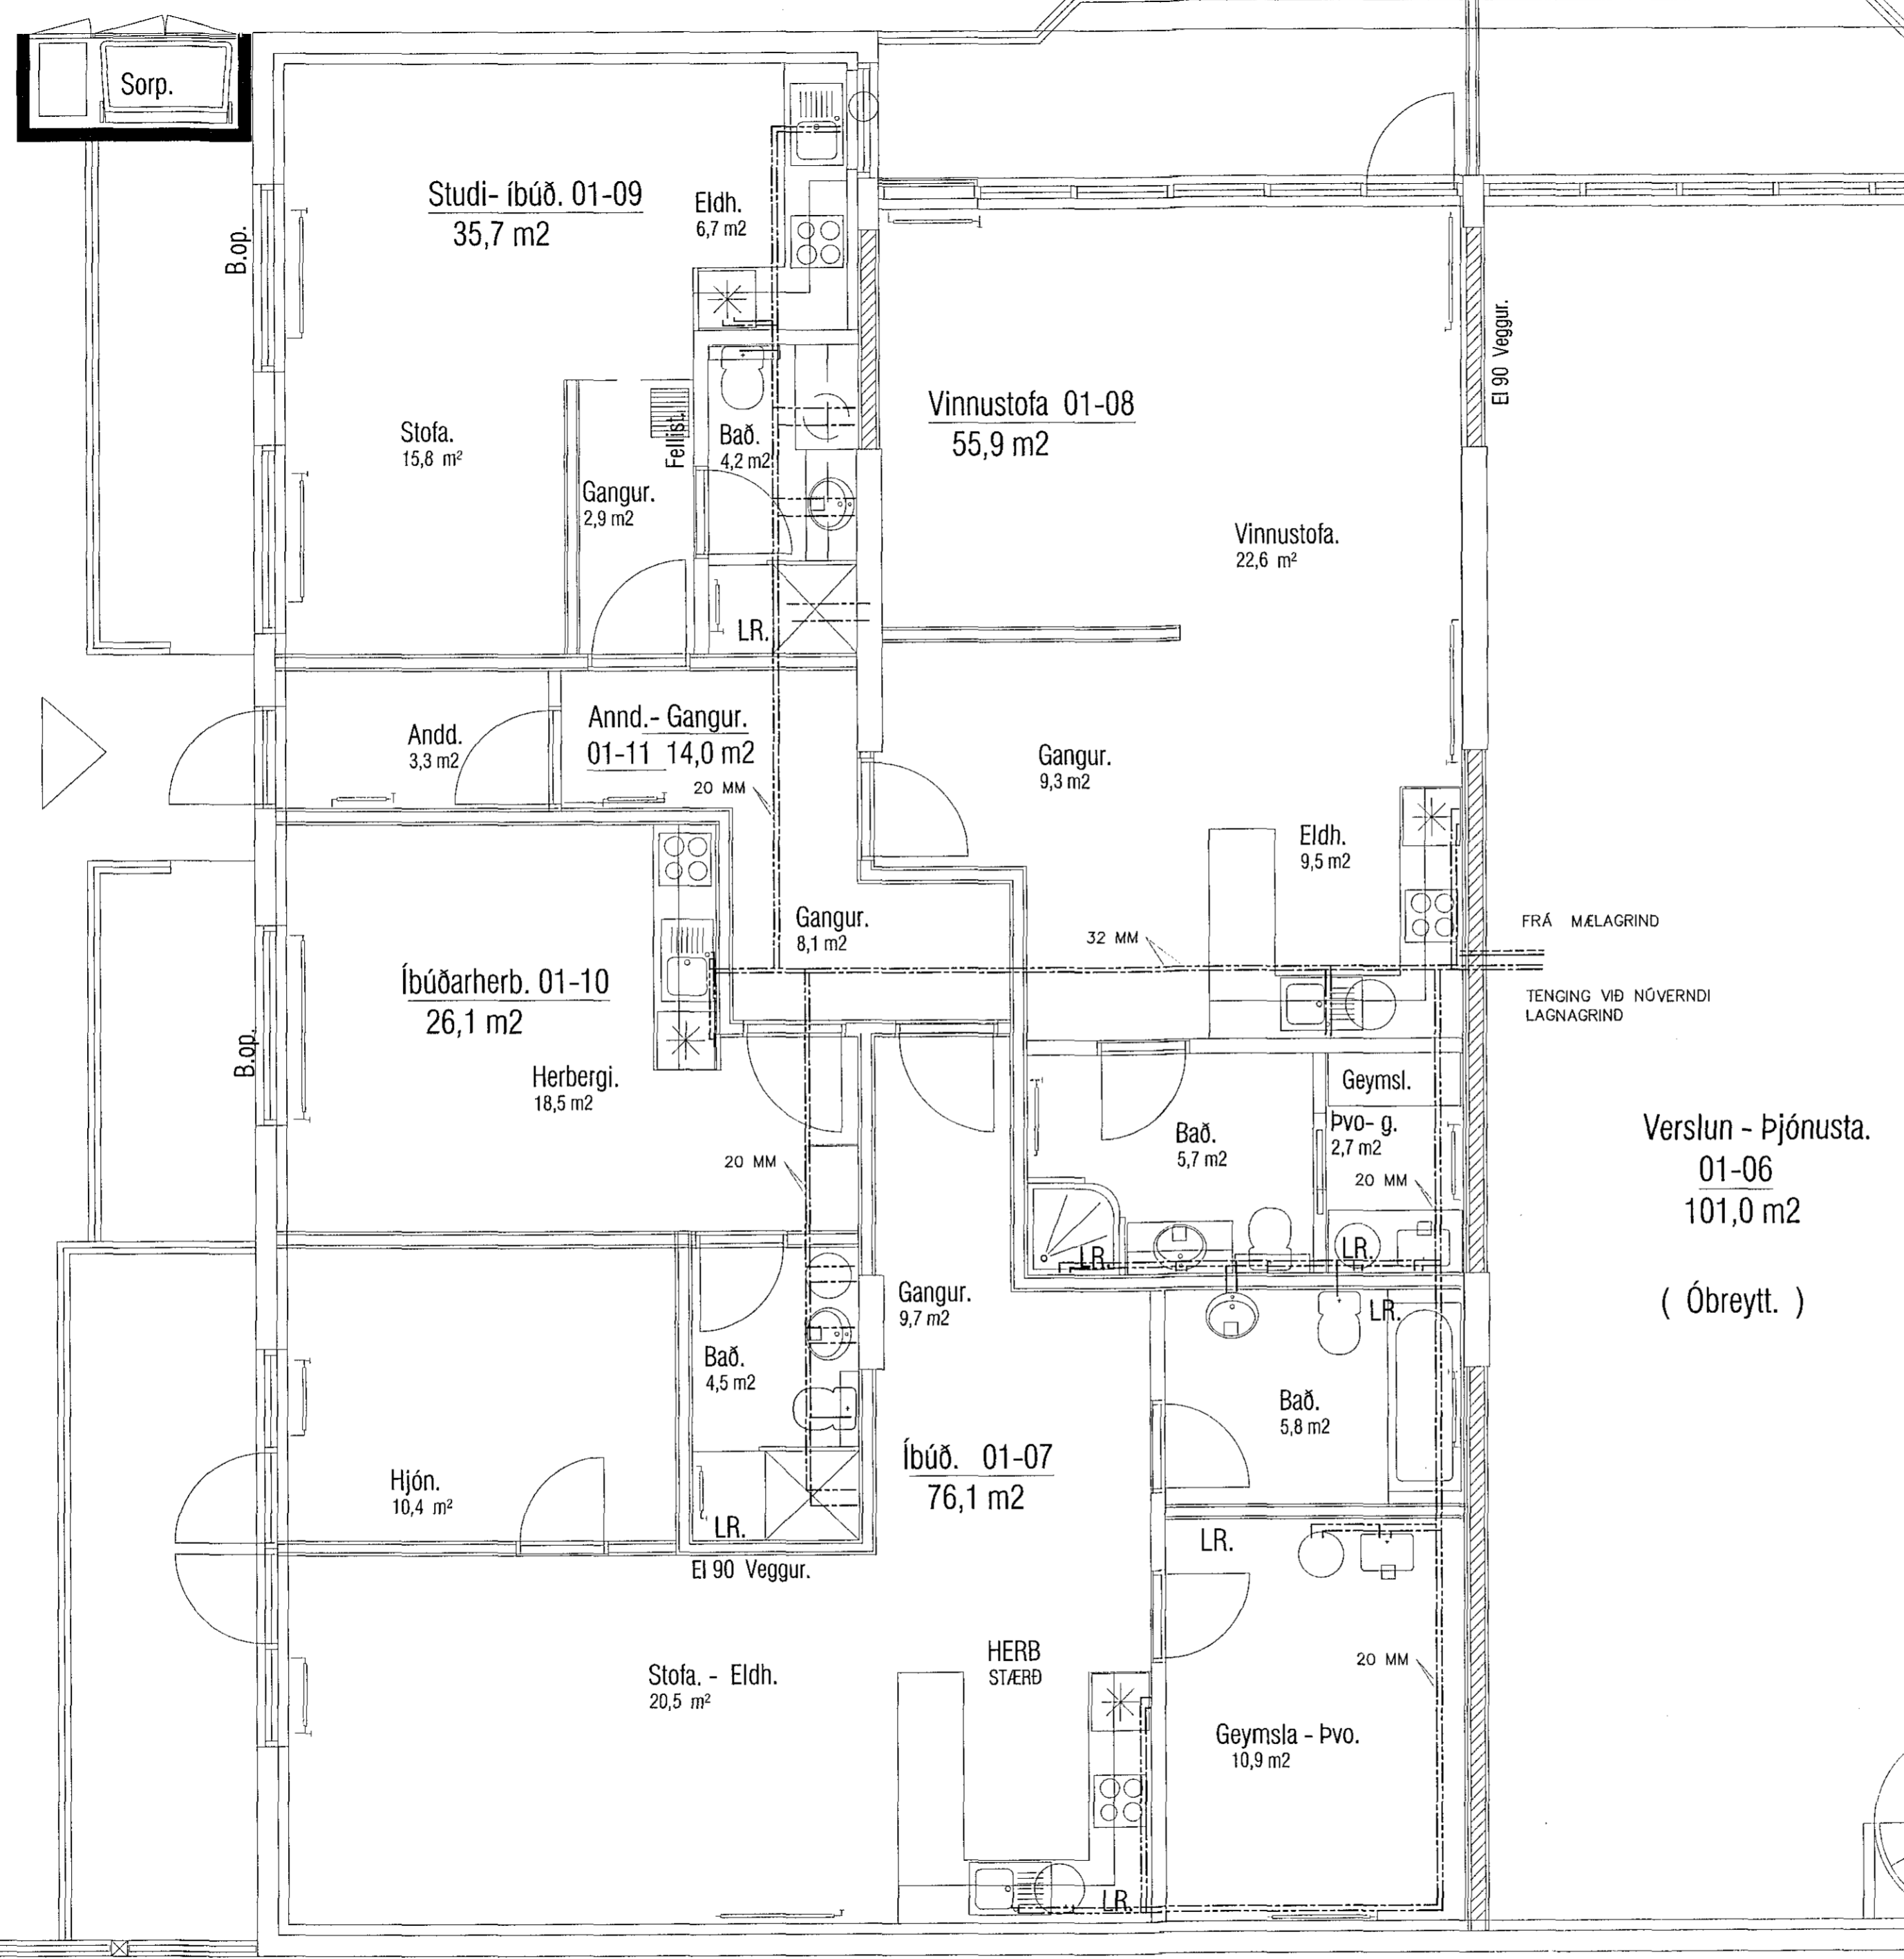 Sorp.
Studi- íbúð. 01-09
35,7 m2
Eldh.
6,7 m2
B.op.
EI 90 Veggur.
Vinnustofa 01-08
55,9 m2
Stofa.
15,8 m²
Fellist.
Bað.
4,2 m2
Gangur.
2,9 m2
Vinnustofa.
22,6 m²
LR.
Andd.
3,3 m2
Annd.- Gangur.
01-11 14,0 m2
20 MM
Gangur.
9,3 m2
Eldh.
9,5 m2
Gangur.
8,1 m2
32 MM
FRÁ MÆLAGRIND
TENGING VIÐ NÚVERNDI
LAGNAGRIND
Íbúðarherb. 01-10
26,1 m2
B.op.
Herbergi.
18,5 m2
Geymsl.
Þvo- g.
2,7 m2
Bað.
5,7 m2
20 MM
20 MM
Verslun - Þjónusta.
01-06
101,0 m2
( Óbreytt. )
LR.
LR.
Gangur.
9,7 m2
LR.
Bað.
4,5 m2
Bað.
5,8 m2
Hjón.
10,4 m²
Íbúð. 01-07
76,1 m2
LR.
LR.
EI 90 Veggur.
HERB
STÆRÐ
20 MM
Stofa. - Eldh.
20,5 m²
Geymsla - Þvo.
10,9 m2
LR.